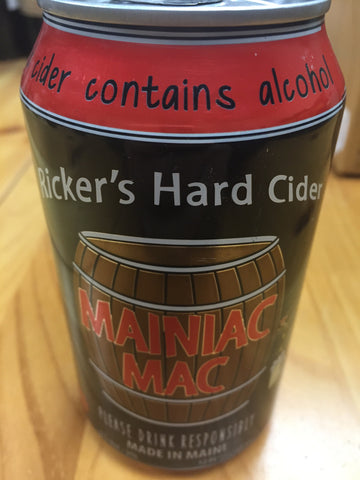 cider contains alcohol
Ricker's Hard Cider
MAINIAC
MAC
PLEASE DRINK RESPONSIBLY
MADE IN MAINE